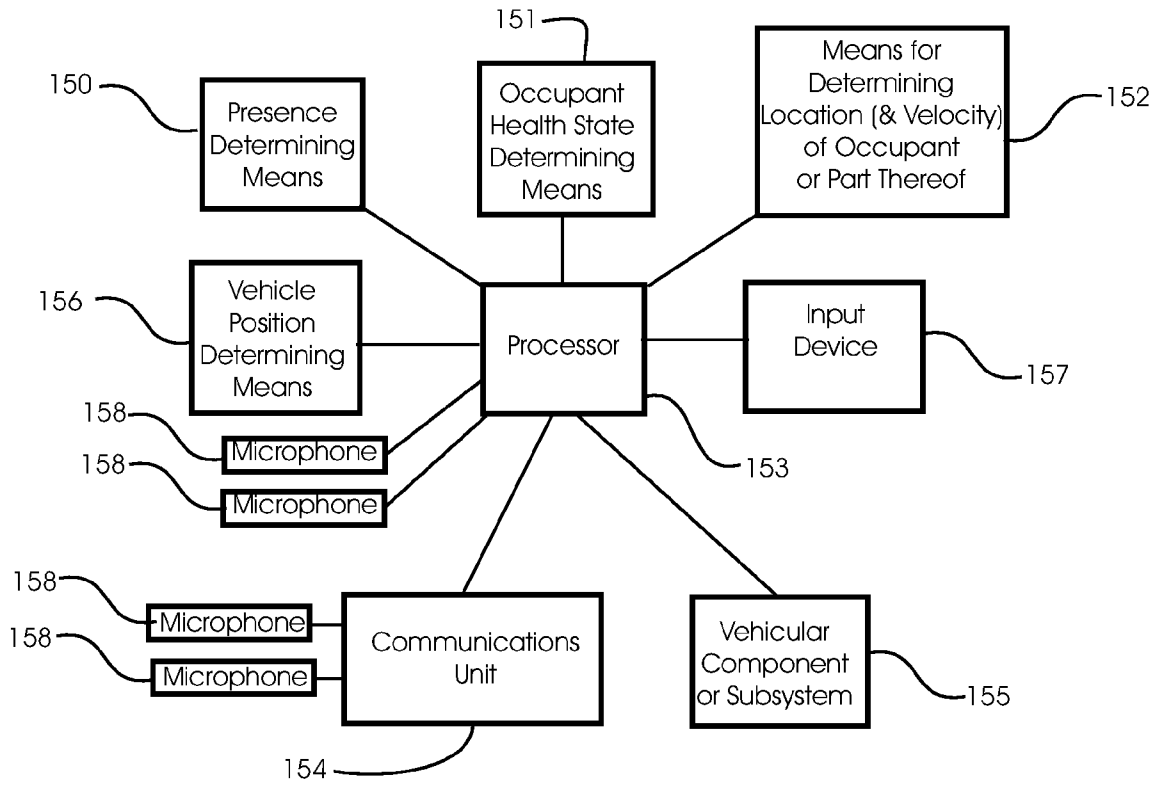 151
Means for
Determining
Location (& Velocity)
of Occupant
or Part Thereof
152
150
Presence
Determining
Means
Occupant
Health State
Determining
Means
156
Vehicle
Position
Determining
Means
Processor
153
Input
Device
157
158
Microphone
158
Microphone
158
Microphone
158
Microphone
Communications
Unit
154
Vehicular
Component
or Subsystem
155